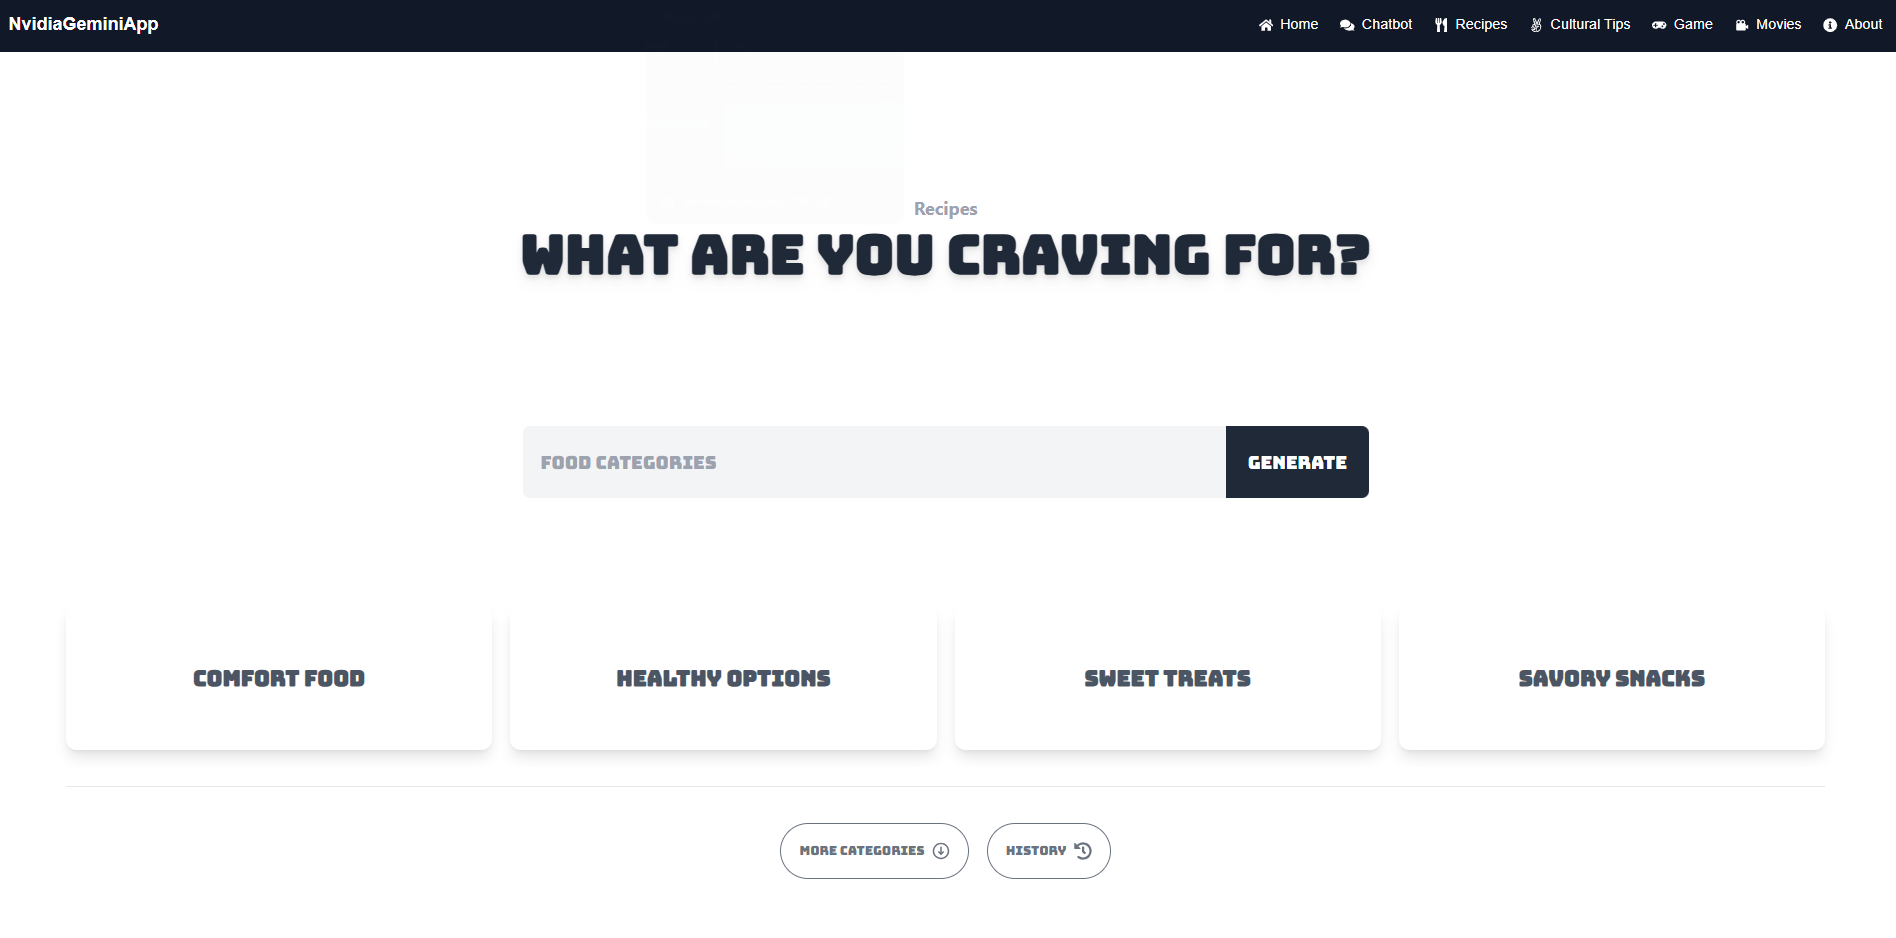 NvidiaGeminiApp Home Chatbot Recipes Cultural Tips Game Movies About
Recipes
WHAT ARE YOU CRAVING FOR?
FOOD CATEGORIES GENERATE
COMFORT FOOD HEALTHY OPTIONS SWEET TREATS SAVORY SNACKS
MORE CATEGORIES HISTORY